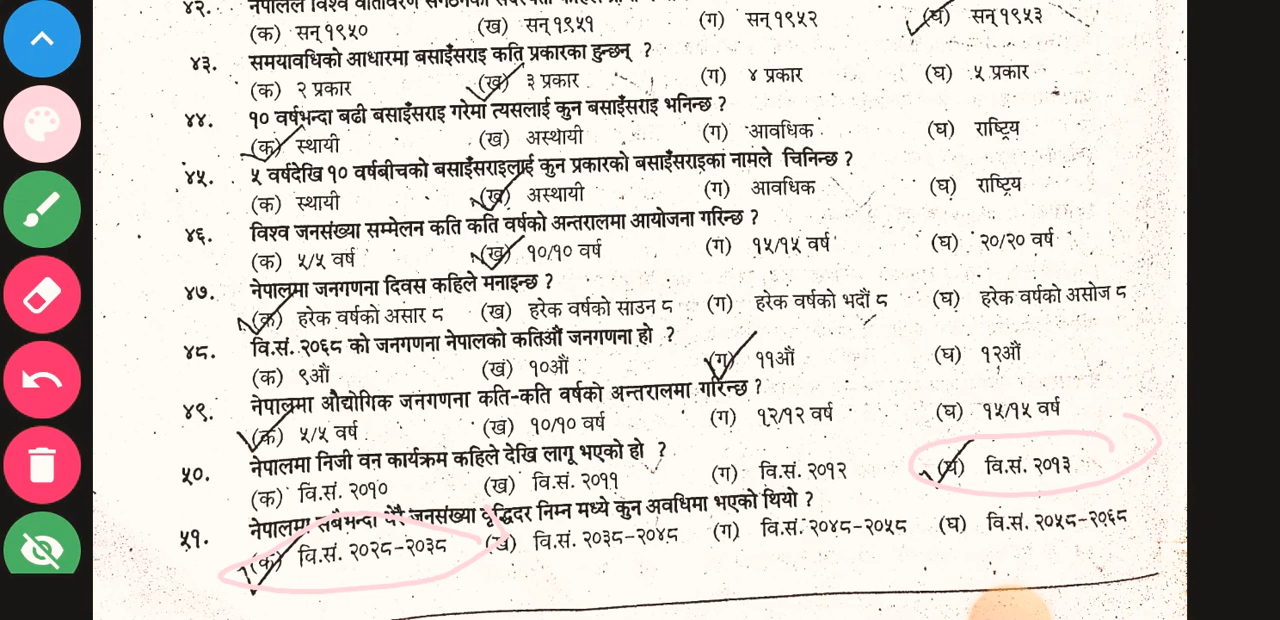 ४२. नेपालले विश्व वातावरण संगठनको सदस्यता
(क) सन् १९५० (ख) सन् १९५१ (ग) सन् १९५२ (घ) सन् १९५३
४३. समयावधिको आधारमा बसाइँसराइ कति प्रकारका हुन्छन् ?
(क) २ प्रकार (ख) ३ प्रकार (ग) ४ प्रकार (घ) ५ प्रकार
४४. १० वर्षभन्दा बढी बसाइँसराइ गरेमा त्यसलाई कुन बसाइँसराइ भनिन्छ ?
(क) स्थायी (ख) अस्थायी (ग) आवधिक (घ) राष्ट्रिय
४५. ५ वर्षदेखि १० वर्षबीचको बसाइँसराइलाई कुन प्रकारको बसाइँसराइका नामले चिनिन्छ ?
(क) स्थायी (ख) अस्थायी (ग) आवधिक (घ) राष्ट्रिय
४६. विश्व जनसंख्या सम्मेलन कति कति वर्षको अन्तरालमा आयोजना गरिन्छ ?
(क) ५/५ वर्ष (ख) १०/१० वर्ष (ग) १५/१५ वर्ष (घ) २०/२० वर्ष
४७. नेपालमा जनगणना दिवस कहिले मनाइन्छ ?
(क) हरेक वर्षको असार ८ (ख) हरेक वर्षको साउन ८ (ग) हरेक वर्षको भदौं ८ (घ) हरेक वर्षको असोज ८
४८. वि.सं. २०६८ को जनगणना नेपालको कतिऔं जनगणना हो ?
(क) ९औं (ख) १०औं (ग) ११औं (घ) १२औं
४९. नेपालमा औद्योगिक जनगणना कति-कति वर्षको अन्तरालमा गरिन्छ ?
(क) ५/५ वर्ष (ख) १०/१० वर्ष (ग) १२/१२ वर्ष (घ) १५/१५ वर्ष
५०. नेपालमा निजी वन कार्यक्रम कहिले देखि लागू भएको हो ?
(क) वि.सं. २०१० (ख) वि.सं. २०११ (ग) वि.सं. २०१२ (घ) वि.सं. २०१३
५१. नेपालमा सबैभन्दा धेरै जनसंख्या वृद्धिदर निम्न मध्ये कुन अवधिमा भएको थियो ?
(क) वि.सं. २०२८-२०३८ (ख) वि.सं. २०३८-२०४८ (ग) वि.सं. २०४८-२०५८ (घ) वि.सं. २०५८-२०६८